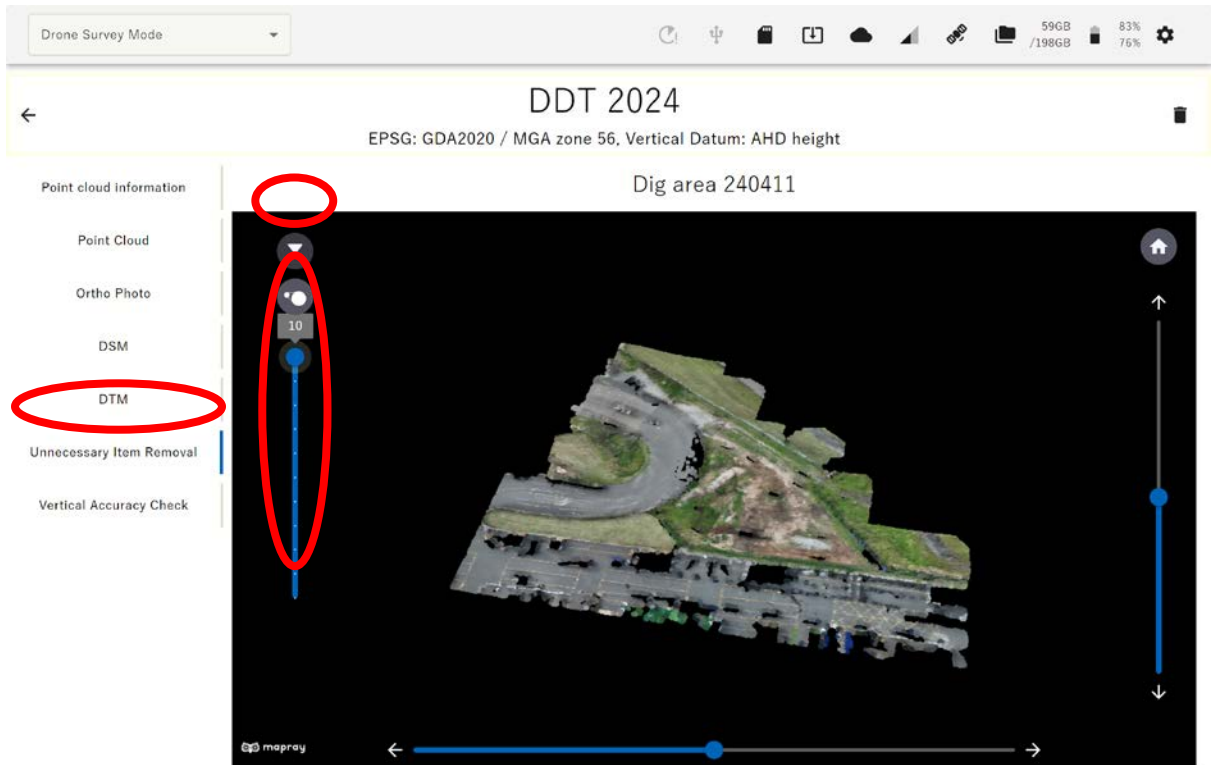 Drone Survey Mode
59GB
/198GB
83%
76%
DDT 2024
EPSG: GDA2020 / MGA zone 56, Vertical Datum: AHD height
Point cloud information
Point Cloud
Ortho Photo
DSM
DTM
Unnecessary Item Removal
Vertical Accuracy Check
Dig area 240411
10
mapray